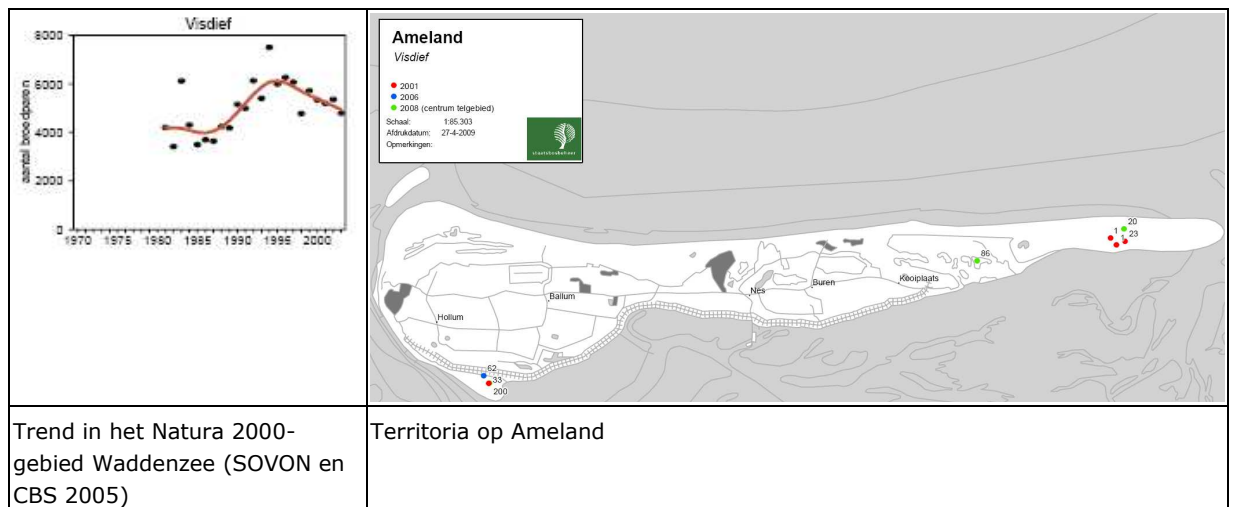 Visdief
8000
6000
4000
2000
0
aantal broedparen
1970 1975 1980 1985 1990 1995 2000
Ameland
Visdief
2001
2006
2008 (centrum telgebied)
Schaal: 1:85.303
Afdrukdatum: 27-4-2009
Opmerkingen:
staatsbosbeheer
20
1
23
1
86
Kooiplaats
Buren
Nes
Ballum
Hollum
62
33
200
Trend in het Natura 2000-
gebied Waddenzee (SOVON en
CBS 2005)
Territoria op Ameland